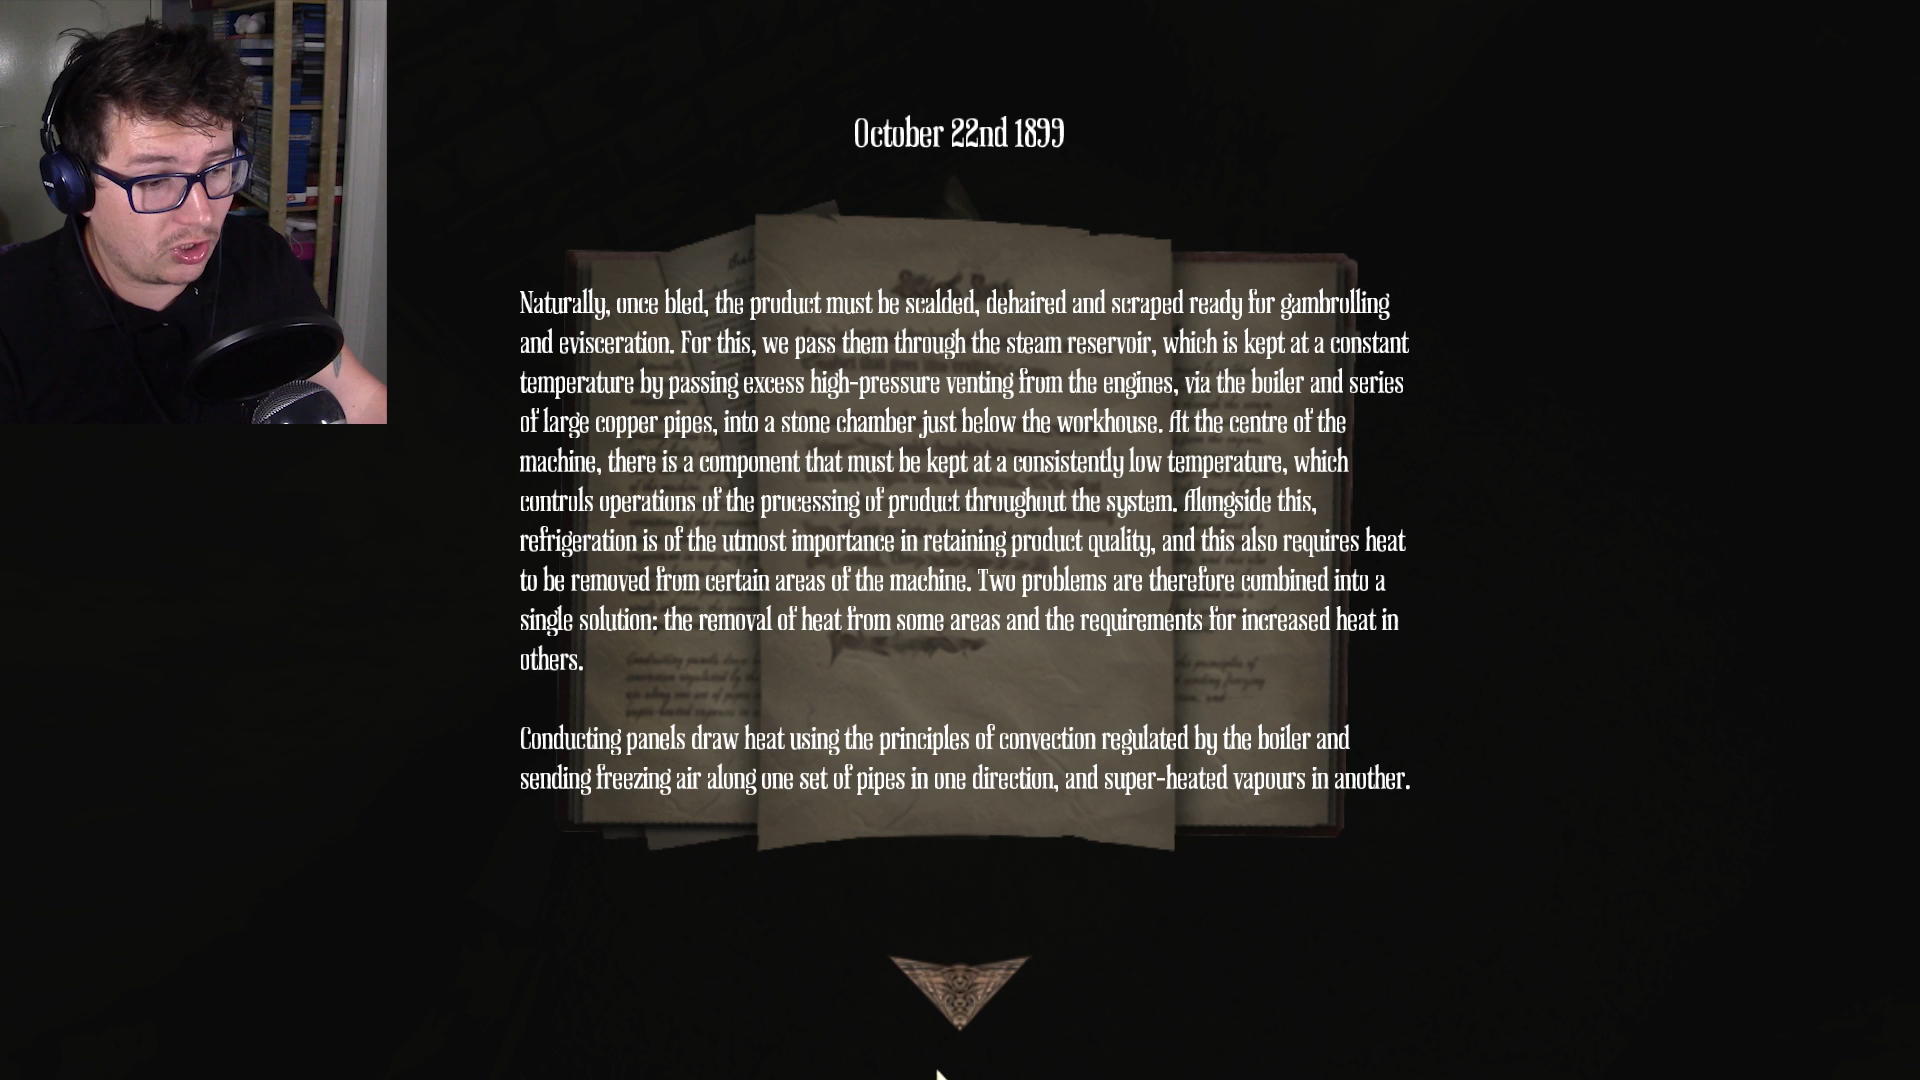 October 22nd 1899
Naturally, once bled, the product must be scalded, dehaired and scraped ready for gambrolling
and evisceration. For this, we pass them through the steam reservoir, which is kept at a constant
temperature by passing excess high-pressure venting from the engines, via the boiler and series
of large copper pipes, into a stone chamber just below the workhouse. At the centre of the
machine, there is a component that must be kept at a consistently low temperature, which
controls operations of the processing of product throughout the system. Alongside this,
refrigeration is of the utmost importance in retaining product quality, and this also requires heat
to be removed from certain areas of the machine. Two problems are therefore combined into a
single solution: the removal of heat from some areas and the requirements for increased heat in
others.
Conducting panels draw heat using the principles of convection regulated by the boiler and
sending freezing air along one set of pipes in one direction, and super-heated vapours in another.